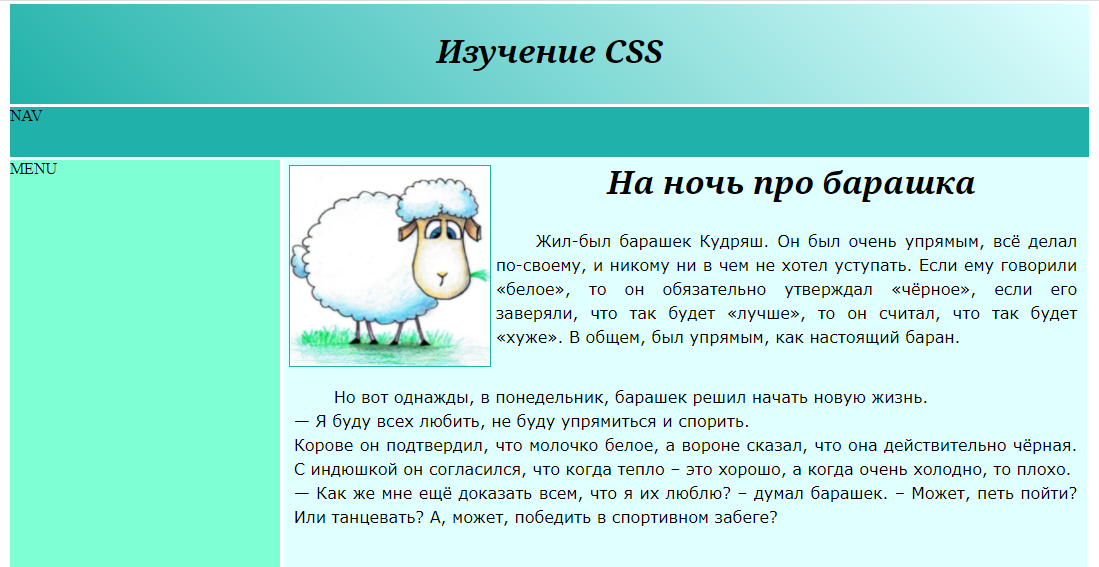 Изучение CSS
NAV
MENU
На ночь про барашка
Жил-был барашек Кудряш. Он был очень упрямым, всё делал
по-своему, и никому ни в чем не хотел уступать. Если ему говорили
«белое», то он обязательно утверждал «чёрное», если его
заверяли, что так будет «лучше», то он считал, что так будет
«хуже». В общем, был упрямым, как настоящий баран.
Но вот однажды, в понедельник, барашек решил начать новую жизнь.
— Я буду всех любить, не буду упрямиться и спорить.
Корове он подтвердил, что молочко белое, а вороне сказал, что она действительно чёрная.
С индюшкой он согласился, что когда тепло – это хорошо, а когда очень холодно, то плохо.
— Как же мне ещё доказать всем, что я их люблю? – думал барашек. – Может, петь пойти?
Или танцевать? А, может, победить в спортивном забеге?